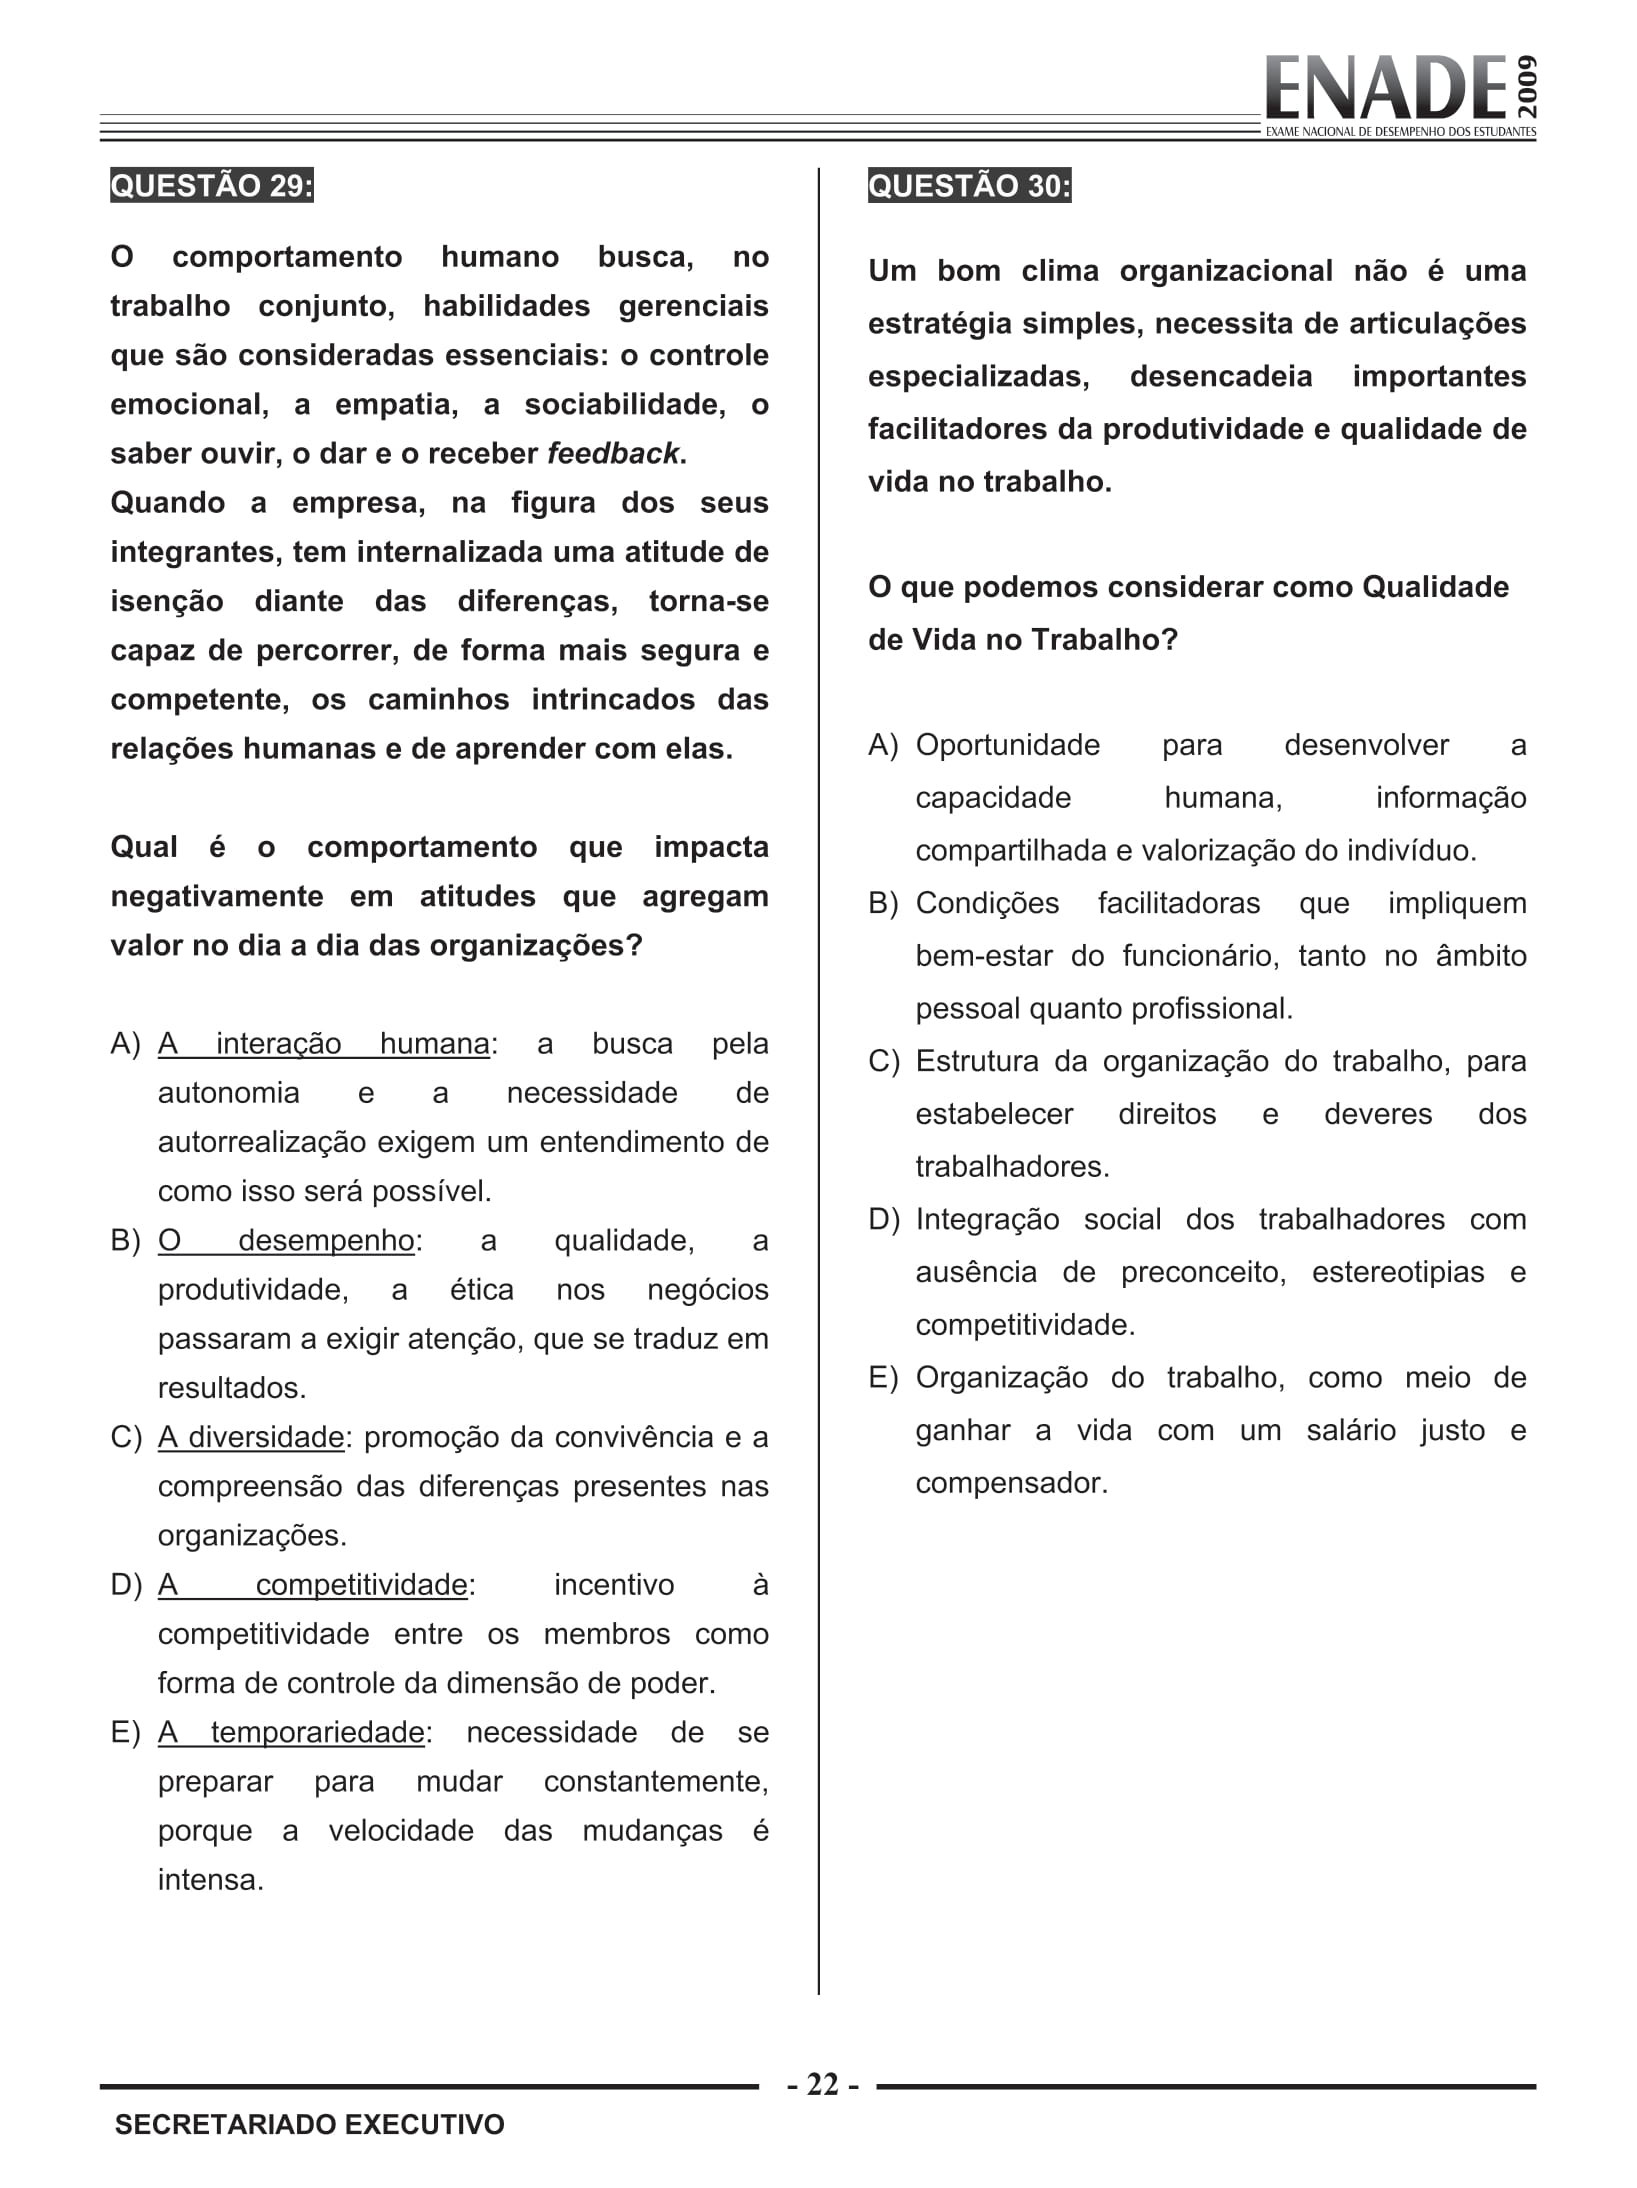 ENADE 2009
EXAME NACIONAL DE DESEMPENHO DOS ESTUDANTES
QUESTÃO 29:
O comportamento humano busca, no
trabalho conjunto, habilidades gerenciais
que são consideradas essenciais: o controle
emocional, a empatia, a sociabilidade, o
saber ouvir, o dar e o receber feedback.
Quando a empresa, na figura dos seus
integrantes, tem internalizada uma atitude de
isenção diante das diferenças, torna-se
capaz de percorrer, de forma mais segura e
competente, os caminhos intrincados das
relações humanas e de aprender com elas.
Qual é o comportamento que impacta
negativamente em atitudes que agregam
valor no dia a dia das organizações?
A) A interação humana: a busca pela
autonomia e a necessidade de
autorrealização exigem um entendimento de
como isso será possível.
B) O desempenho: a qualidade, a
produtividade, a ética nos negócios
passaram a exigir atenção, que se traduz em
resultados.
C) A diversidade: promoção da convivência e a
compreensão das diferenças presentes nas
organizações.
D) A competitividade: incentivo à
competitividade entre os membros como
forma de controle da dimensão de poder.
E) A temporariedade: necessidade de se
preparar para mudar constantemente,
porque a velocidade das mudanças é
intensa.
QUESTÃO 30:
Um bom clima organizacional não é uma
estratégia simples, necessita de articulações
especializadas, desencadeia importantes
facilitadores da produtividade e qualidade de
vida no trabalho.
O que podemos considerar como Qualidade
de Vida no Trabalho?
A) Oportunidade para desenvolver a
capacidade humana, informação
compartilhada e valorização do indivíduo.
B) Condições facilitadoras que impliquem
bem-estar do funcionário, tanto no âmbito
pessoal quanto profissional.
C) Estrutura da organização do trabalho, para
estabelecer direitos e deveres dos
trabalhadores.
D) Integração social dos trabalhadores com
ausência de preconceito, estereotipias e
competitividade.
E) Organização do trabalho, como meio de
ganhar a vida com um salário justo e
compensador.
- 22 -
SECRETARIADO EXECUTIVO